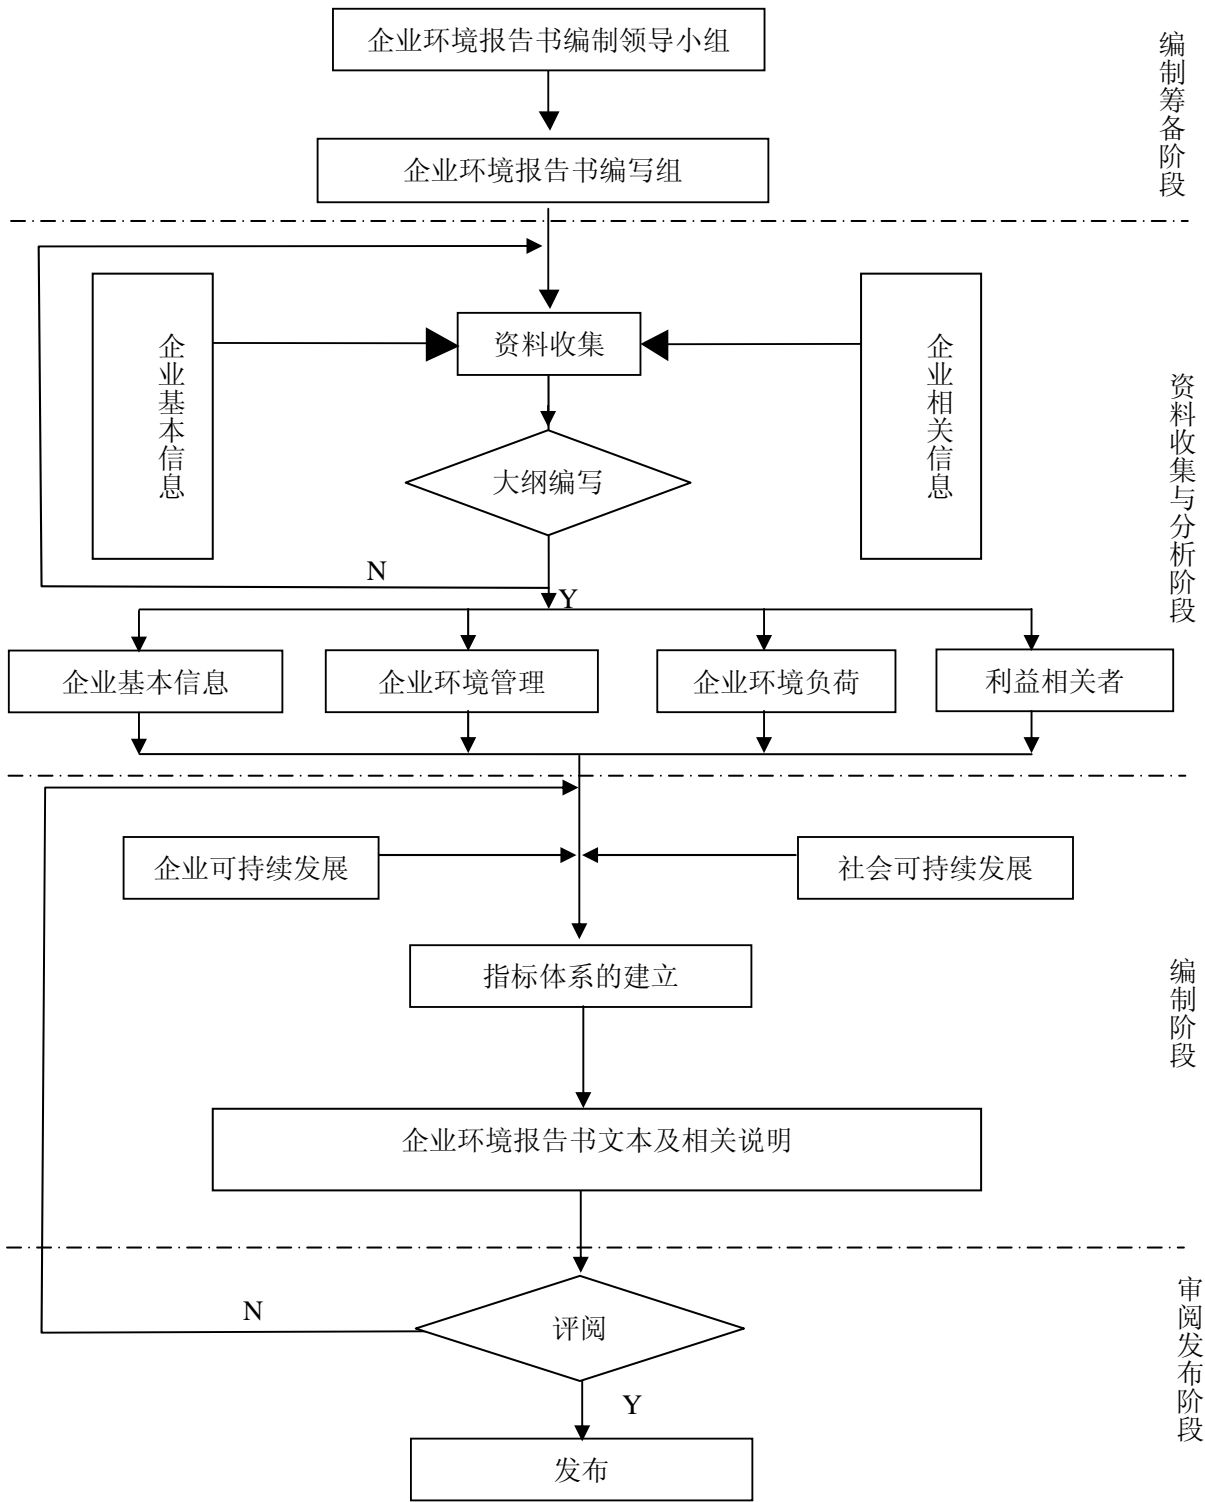 企业环境报告书编制领导小组
编制筹备阶段
企业环境报告书编写组
企业基本信息
资料收集
企业相关信息
资料收集与分析阶段
大纲编写
N
Y
企业基本信息
企业环境管理
企业环境负荷
利益相关者
企业可持续发展
社会可持续发展
指标体系的建立
编制阶段
企业环境报告书文本及相关说明
审阅发布阶段
N
评阅
Y
发布